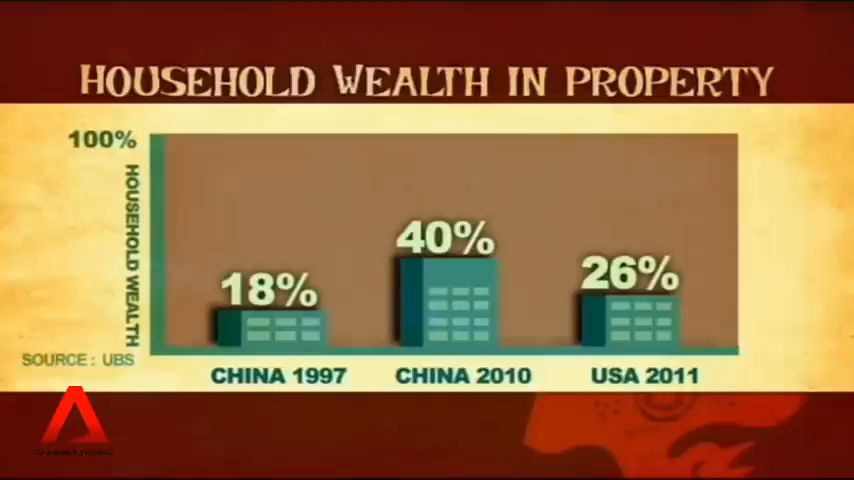 HOUSEHOLD WEALTH IN PROPERTY
100%
HOUSEHOLD WEALTH
18%
40%
26%
SOURCE: UBS
CHINA 1997
CHINA 2010
USA 2011